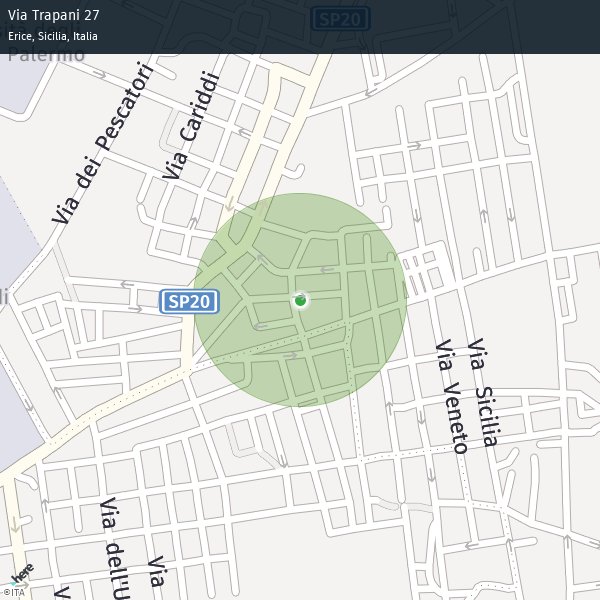 Via Trapani 27
SP20
Erice, Sicilia, Italia
Palermo
Via Cariddi
Via dei Pescatori
SP20
Via Veneto
Via Sicilia
Via dell'U
Via
here
©ITA